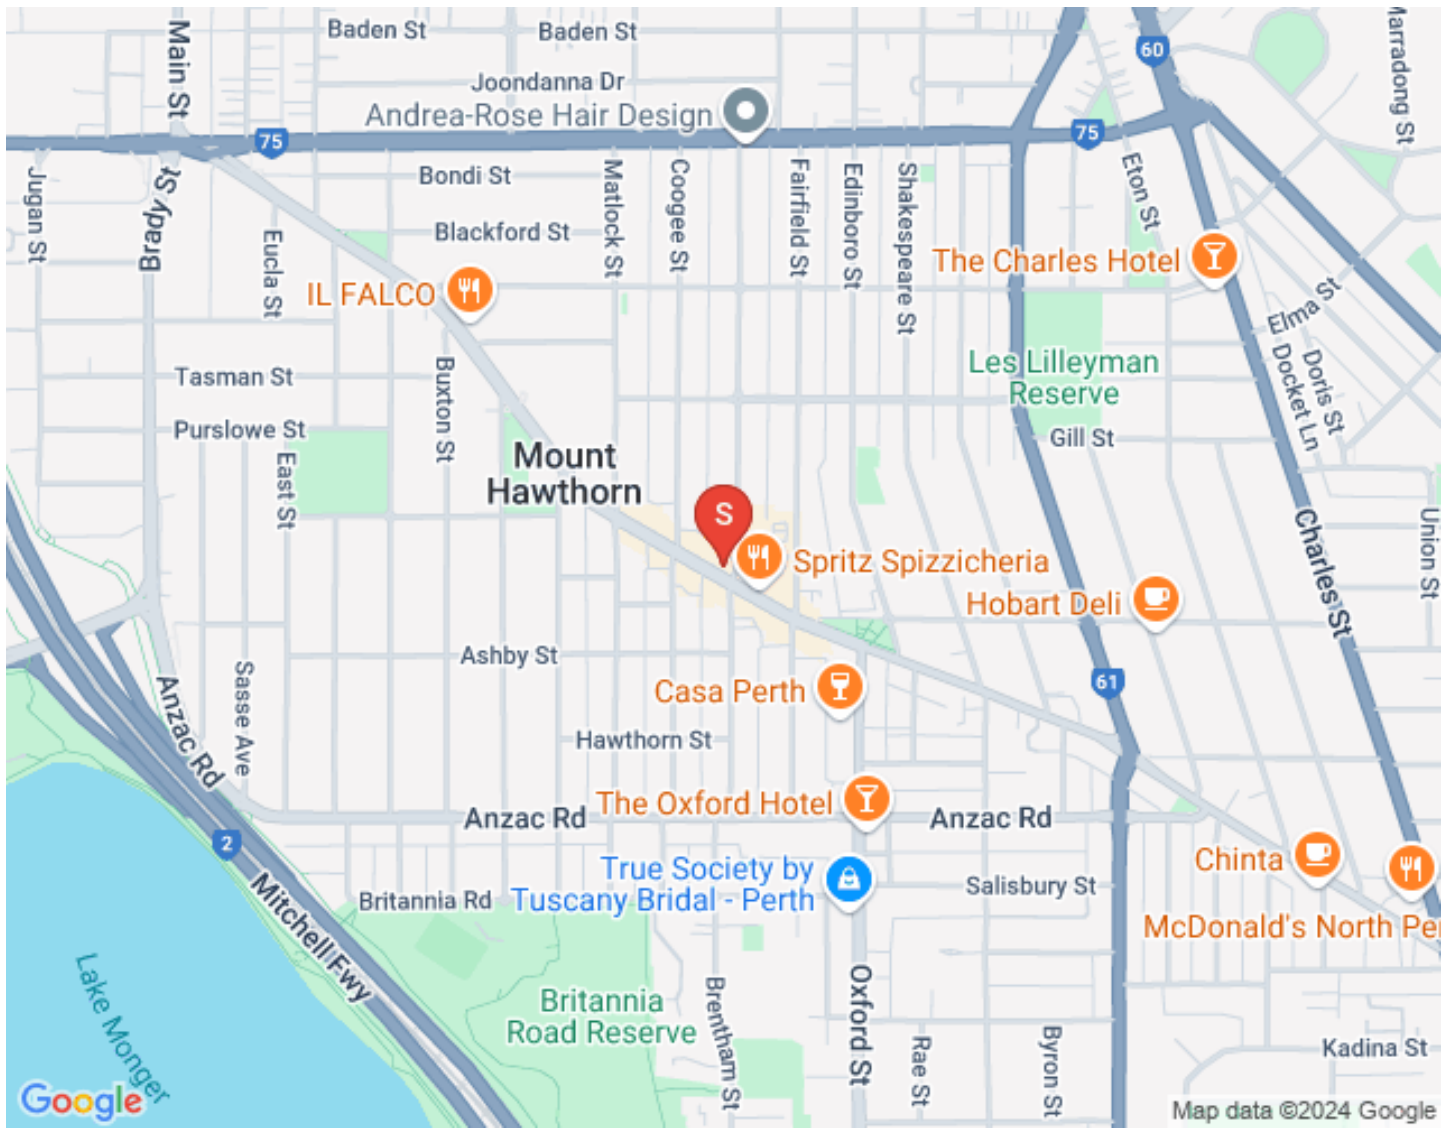 Baden St
Baden St
Main St
60
Marradong St
Joondanna Dr
Andrea-Rose Hair Design
75
75
Jugan St
Brady St
Bondi St
Matlock St
Coogee St
Fairfield St
Edinboro St
Shakespeare St
Eton St
Eucla St
Blackford St
The Charles Hotel
IL FALCO
Elma St
Les Lilleyman
Reserve
Doris St
Docket Ln
Tasman St
Buxton St
Purslowe St
Gill St
East St
Mount
Hawthorn
S
Spritz Spizzicheria
Charles St
Union St
Hobart Deli
Ashby St
Sasse Ave
Casa Perth
61
Anzac Rd
Hawthorn St
The Oxford Hotel
Anzac Rd
Anzac Rd
2
Chinta
True Society by
Tuscany Bridal - Perth
Salisbury St
Britannia Rd
McDonald's North Per
Mitchell Fwy
Lake Monger
Britannia
Road Reserve
Brentham St
Oxford St
Rae St
Byron St
Kadina St
Google
Map data ©2024 Google